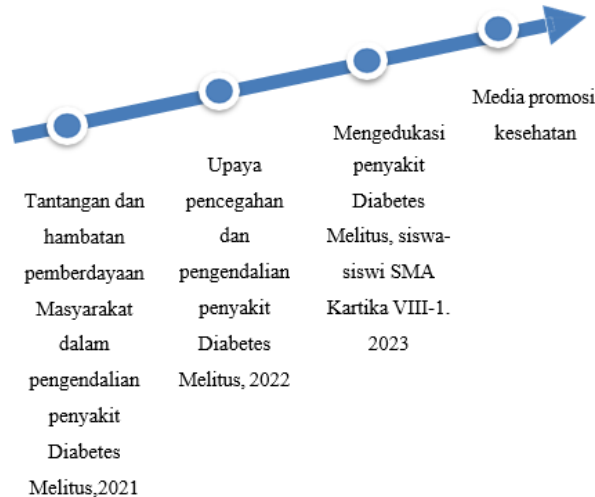 Tantangan dan
hambatan
pemberdayaan
Masyarakat
dalam
pengendalian
penyakit
Diabetes
Melitus,2021
Upaya
pencegahan
dan
pengendalian
penyakit
Diabetes
Melitus, 2022
Mengedukasi
penyakit
Diabetes
Melitus, siswa-
siswi SMA
Kartika VIII-1.
2023
Media promosi
kesehatan